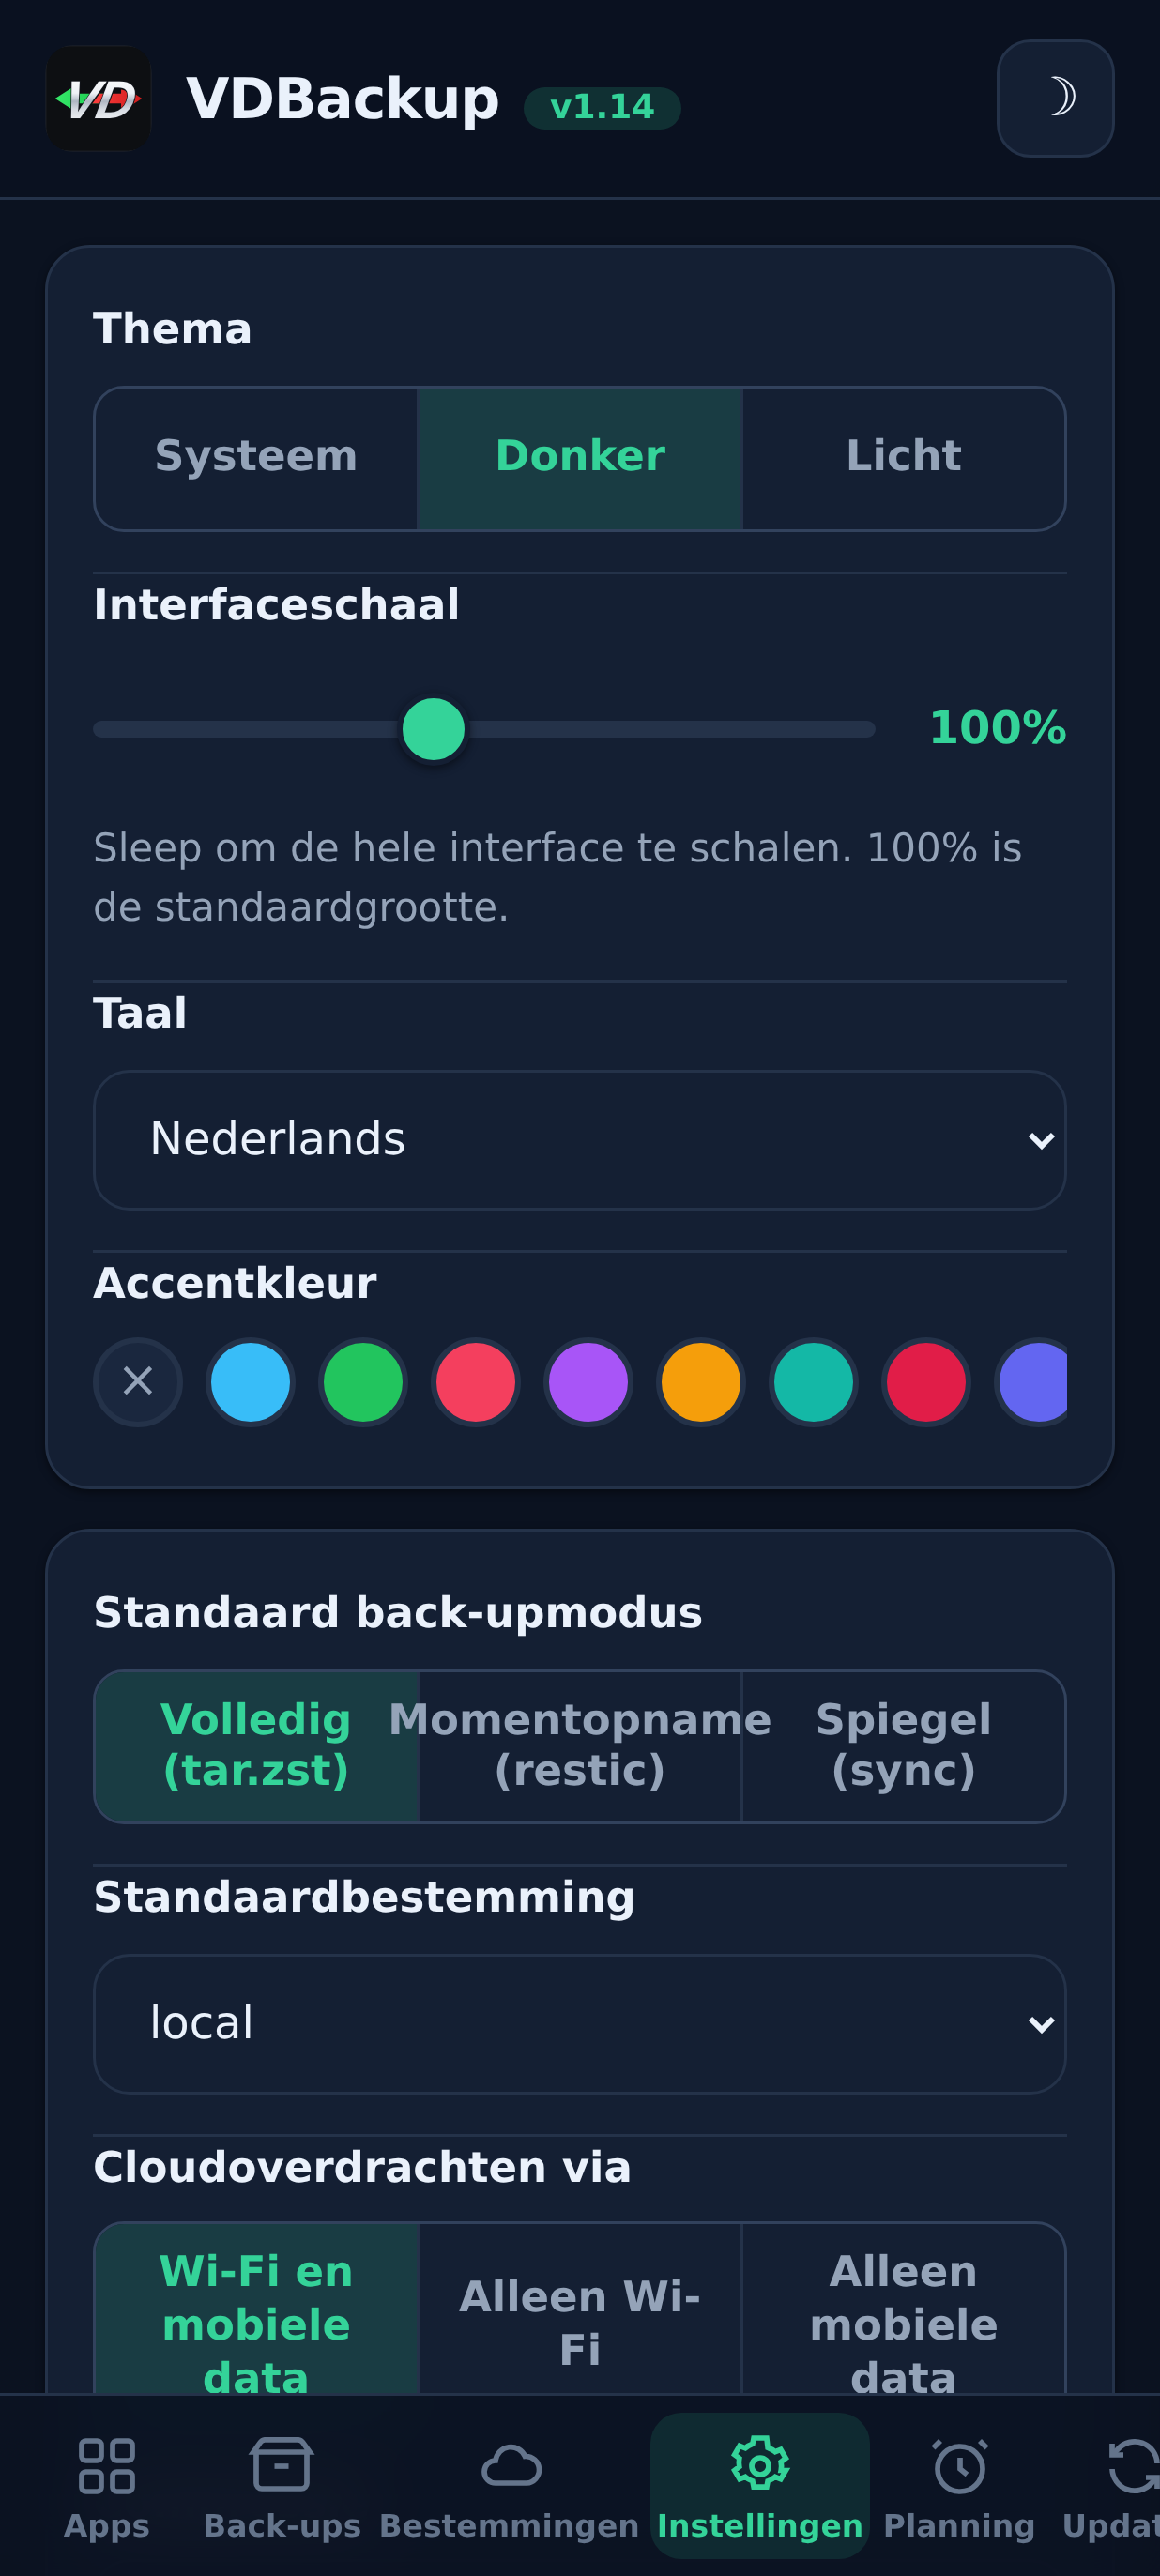 VD
VDBackup v1.14
Thema
Systeem Donker Licht
Interfaceschaal
100%
Sleep om de hele interface te schalen. 100% is
de standaardgrootte.
Taal
Nederlands
Accentkleur
Standaard back-upmodus
Volledig
(tar.zst)
Momentopname
(restic)
Spiegel
(sync)
Standaardbestemming
local
Cloudoverdrachten via
Wi-Fi en
mobiele
data
Alleen Wi-
Fi
Alleen
mobiele
data
Apps Back-ups Bestemmingen Instellingen Planning